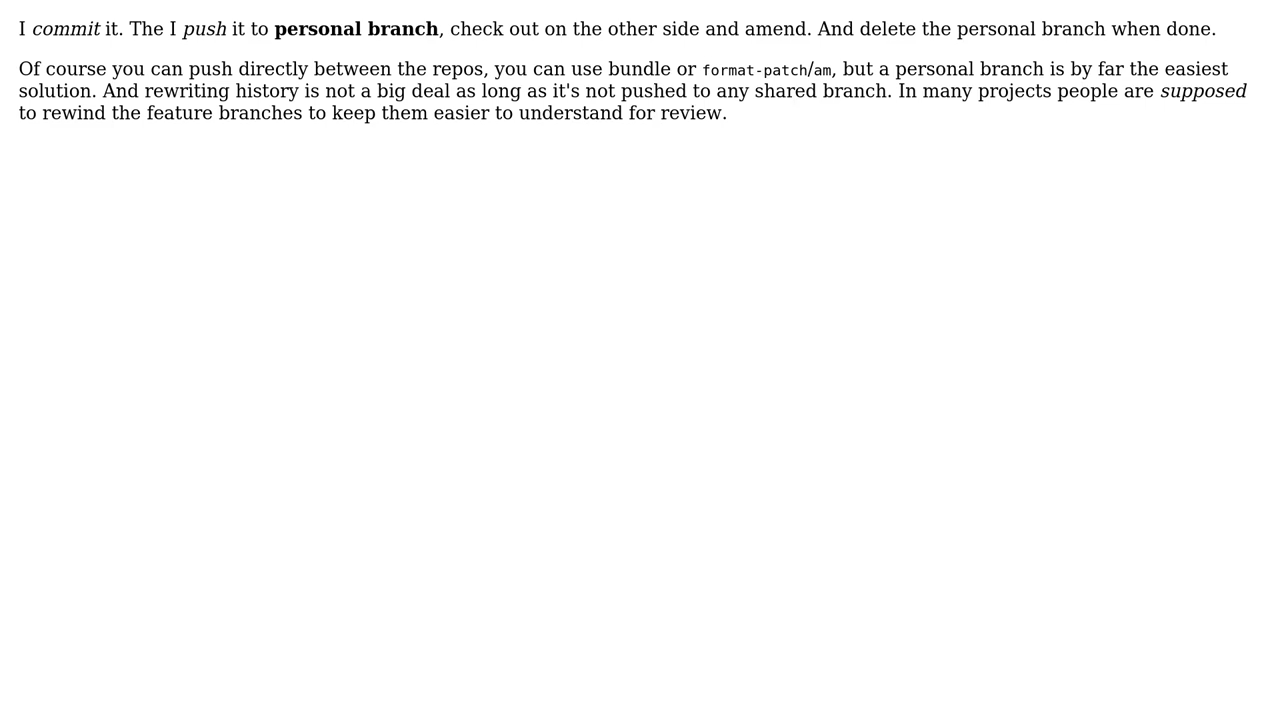 I commit it. The I push it to personal branch, check out on the other side and amend. And delete the personal branch when done.
Of course you can push directly between the repos, you can use bundle or format-patch/am, but a personal branch is by far the easiest
solution. And rewriting history is not a big deal as long as it's not pushed to any shared branch. In many projects people are supposed
to rewind the feature branches to keep them easier to understand for review.